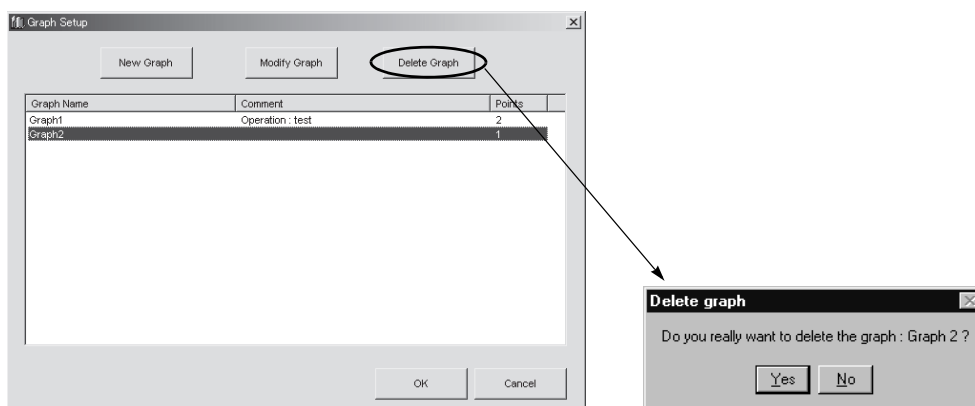 Graph Setup
New Graph Modify Graph Delete Graph
Graph Name Comment Points
Graph1 Operation : test 2
Graph2 1
OK Cancel
Delete graph
Do you really want to delete the graph : Graph 2 ?
Yes No